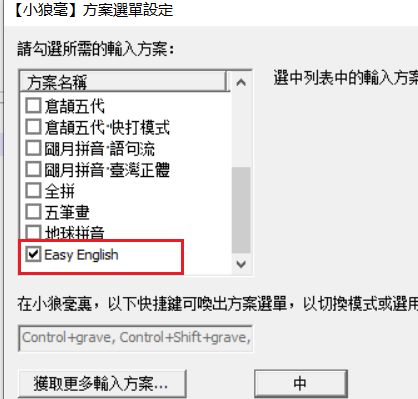 【小狼毫】方案選單設定
請勾選所需的輸入方案：
方案名稱
選中列表中的輸入方案
倉頡五代
倉頡五代·快打模式
朙月拼音·語句流
朙月拼音·臺灣正體
全拼
五筆畫
地球拼音
Easy English
在小狼毫裏，以下快捷鍵可喚出方案選單，以切換模式或選用
Control+grave, Control+Shift+grave,
獲取更多輸入方案...
中